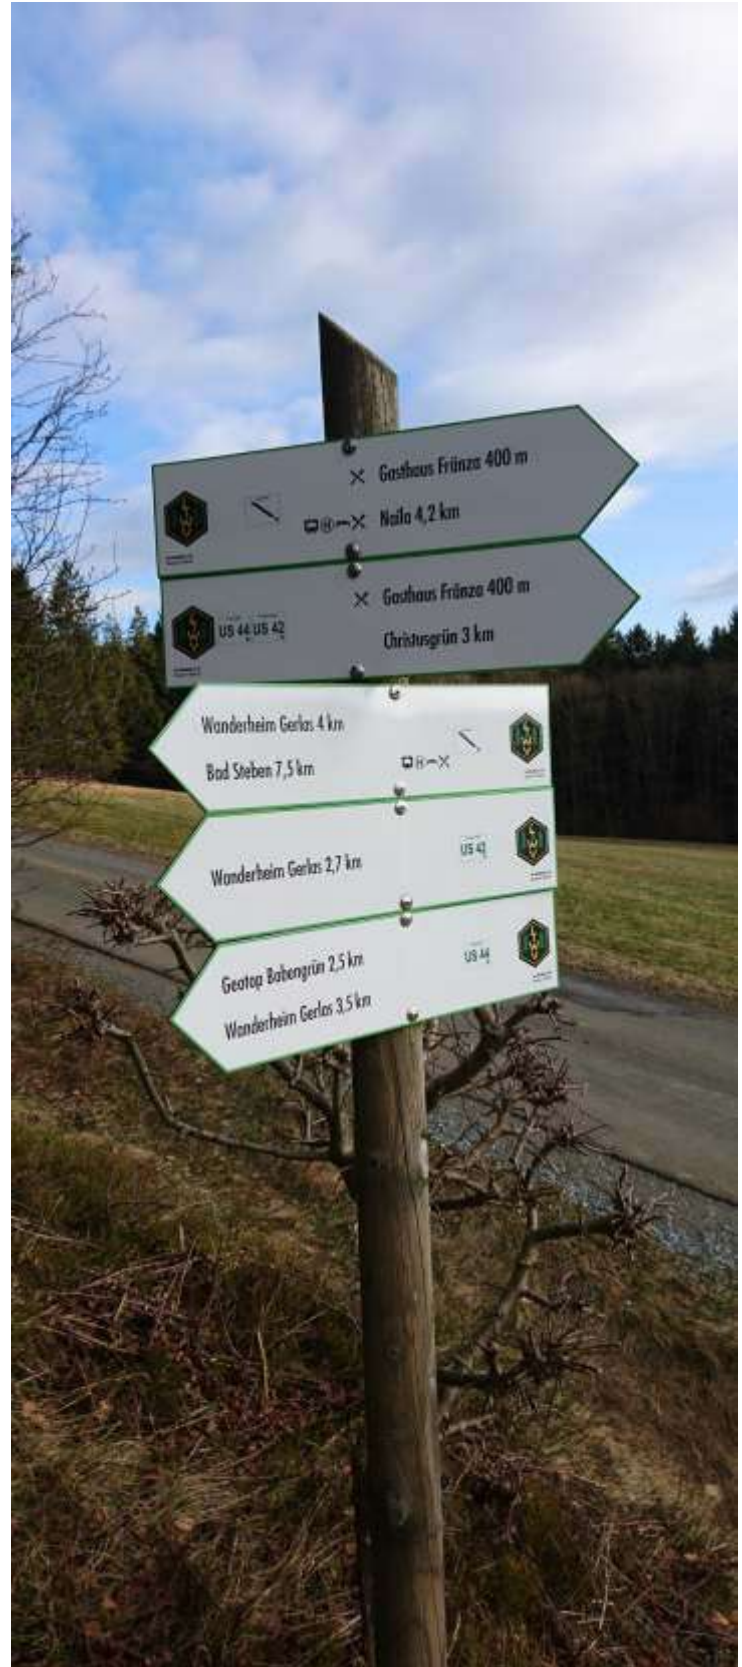 Gasthaus Fränza 400 m
Naila 4,2 km
US 44 US 42
Gasthaus Fränza 400 m
Christusgrün 3 km
Wanderheim Gerlas 4 km
Bad Steben 7,5 km
H
Wanderheim Gerlas 2,7 km
US 42
Geotop Babengrün 2,5 km
US 44
Wanderheim Gerlas 3,5 km